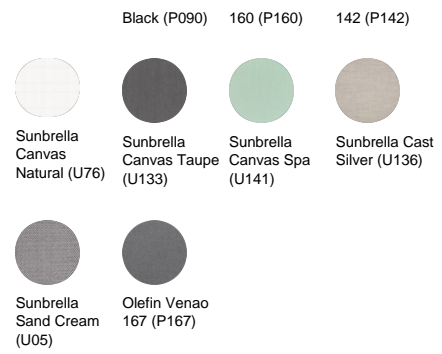 Black (P090)
160 (P160)
142 (P142)
Sunbrella
Canvas
Natural (U76)
Sunbrella
Canvas Taupe
(U133)
Sunbrella
Canvas Spa
(U141)
Sunbrella Cast
Silver (U136)
Sunbrella
Sand Cream
(U05)
Olefin Venao
167 (P167)